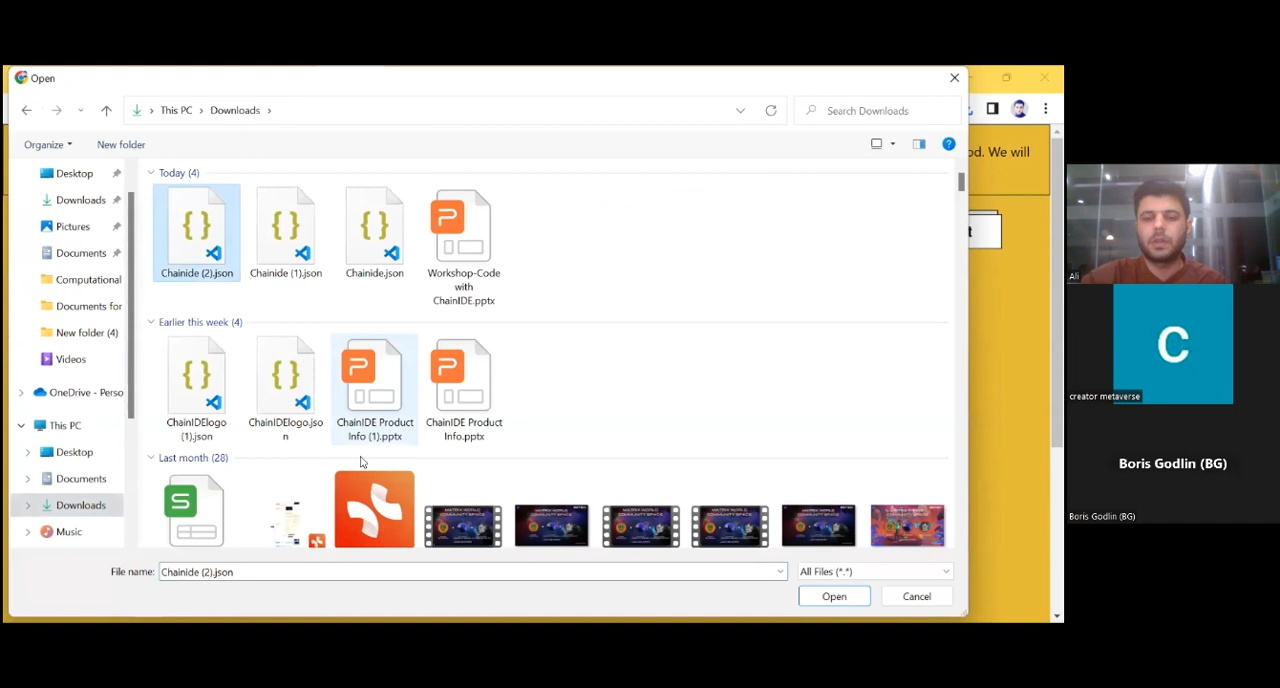 Open
This PC > Downloads >
Search Downloads
Organize
New folder
od. We will
t
Desktop
Downloads
Pictures
Documents
Computational
Documents for
New folder (4)
Videos
OneDrive - Perso
This PC
Desktop
Documents
Downloads
Music
Today (4)
Chainide (2).json
Chainide (1).json
Chainide.json
Workshop-Code
with
ChainIDE.pptx
Earlier this week (4)
ChainIDElogo
(1).json
ChainIDElogo.jso
n
ChainIDE Product
Info (1).pptx
ChainIDE Product
Info.pptx
Last month (28)
File name:
Chainide (2).json
All Files (*.*)
Open
Cancel
Ali
C
creator metaverse
Boris Godlin (BG)
Boris Godlin (BG)